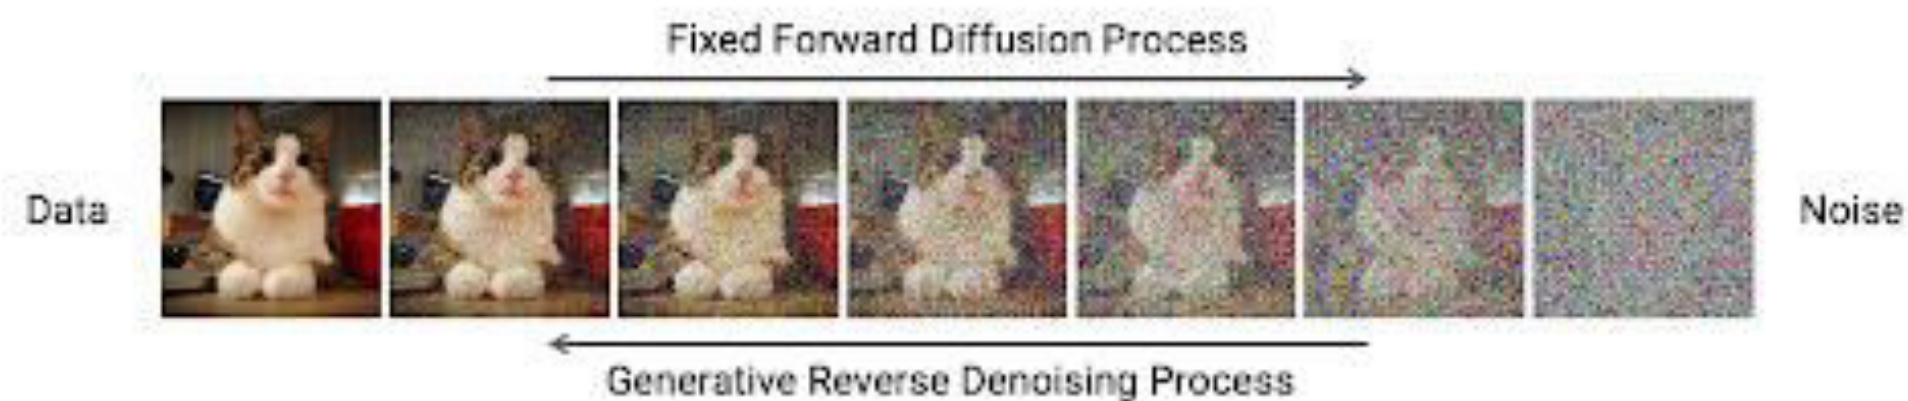 Fixed Forward Diffusion Process
Data
Noise
Generative Reverse Denoising Process